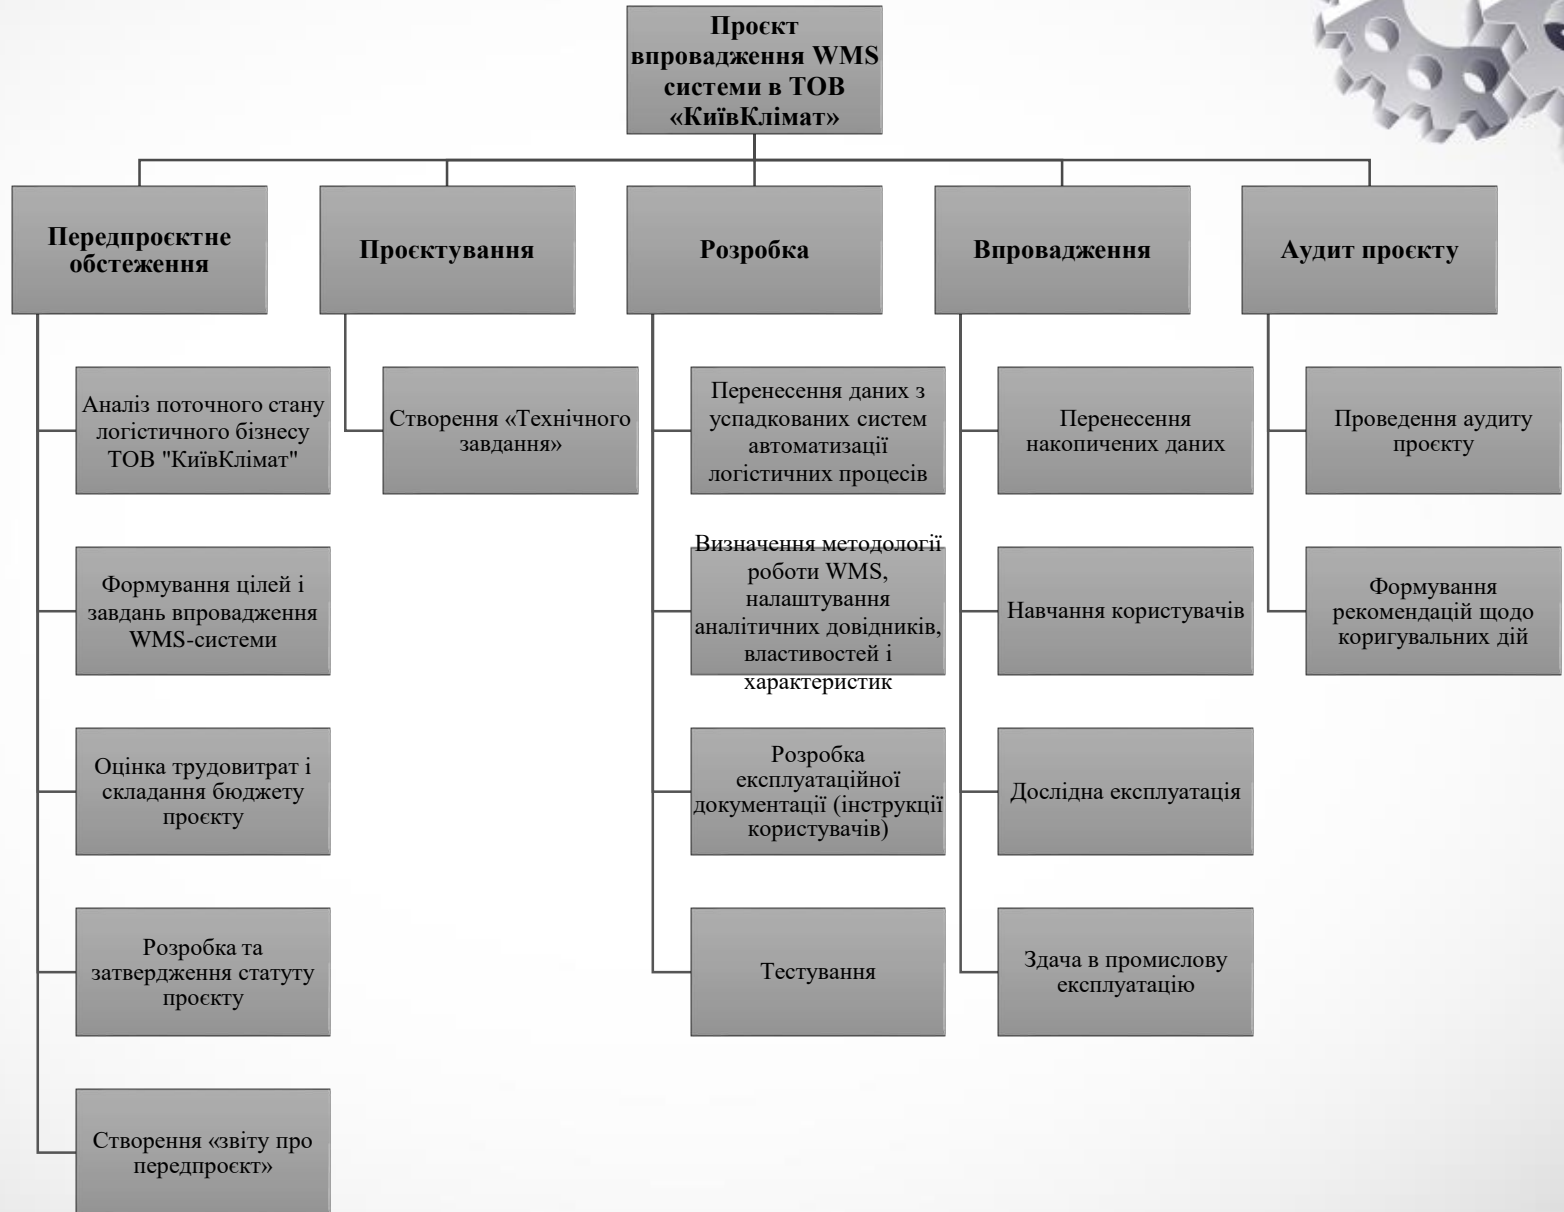 Проєкт
впровадження WMS
системи в ТОВ
«КиївКлімат»
Передпроєктне
обстеження
Аналіз поточного стану
логістичного бізнесу
ТОВ "КиївКлімат"
Формування цілей і
завдань впровадження
WMS-системи
Оцінка трудовитрат і
складання бюджету
проєкту
Розробка та
затвердження статуту
проєкту
Створення «звіту про
передпроєкт»
Проєктування
Створення «Технічного
завдання»
Розробка
Перенесення даних з
успадкованих систем
автоматизації
логістичних процесів
Визначення методології
роботи WMS,
налаштування
аналітичних довідників,
властивостей і
характеристик
Розробка
експлуатаційної
документації (інструкції
користувачів)
Тестування
Впровадження
Перенесення
накопичених даних
Навчання користувачів
Дослідна експлуатація
Здача в промислову
експлуатацію
Аудит проєкту
Проведення аудиту
проєкту
Формування
рекомендацій щодо
коригувальних дій